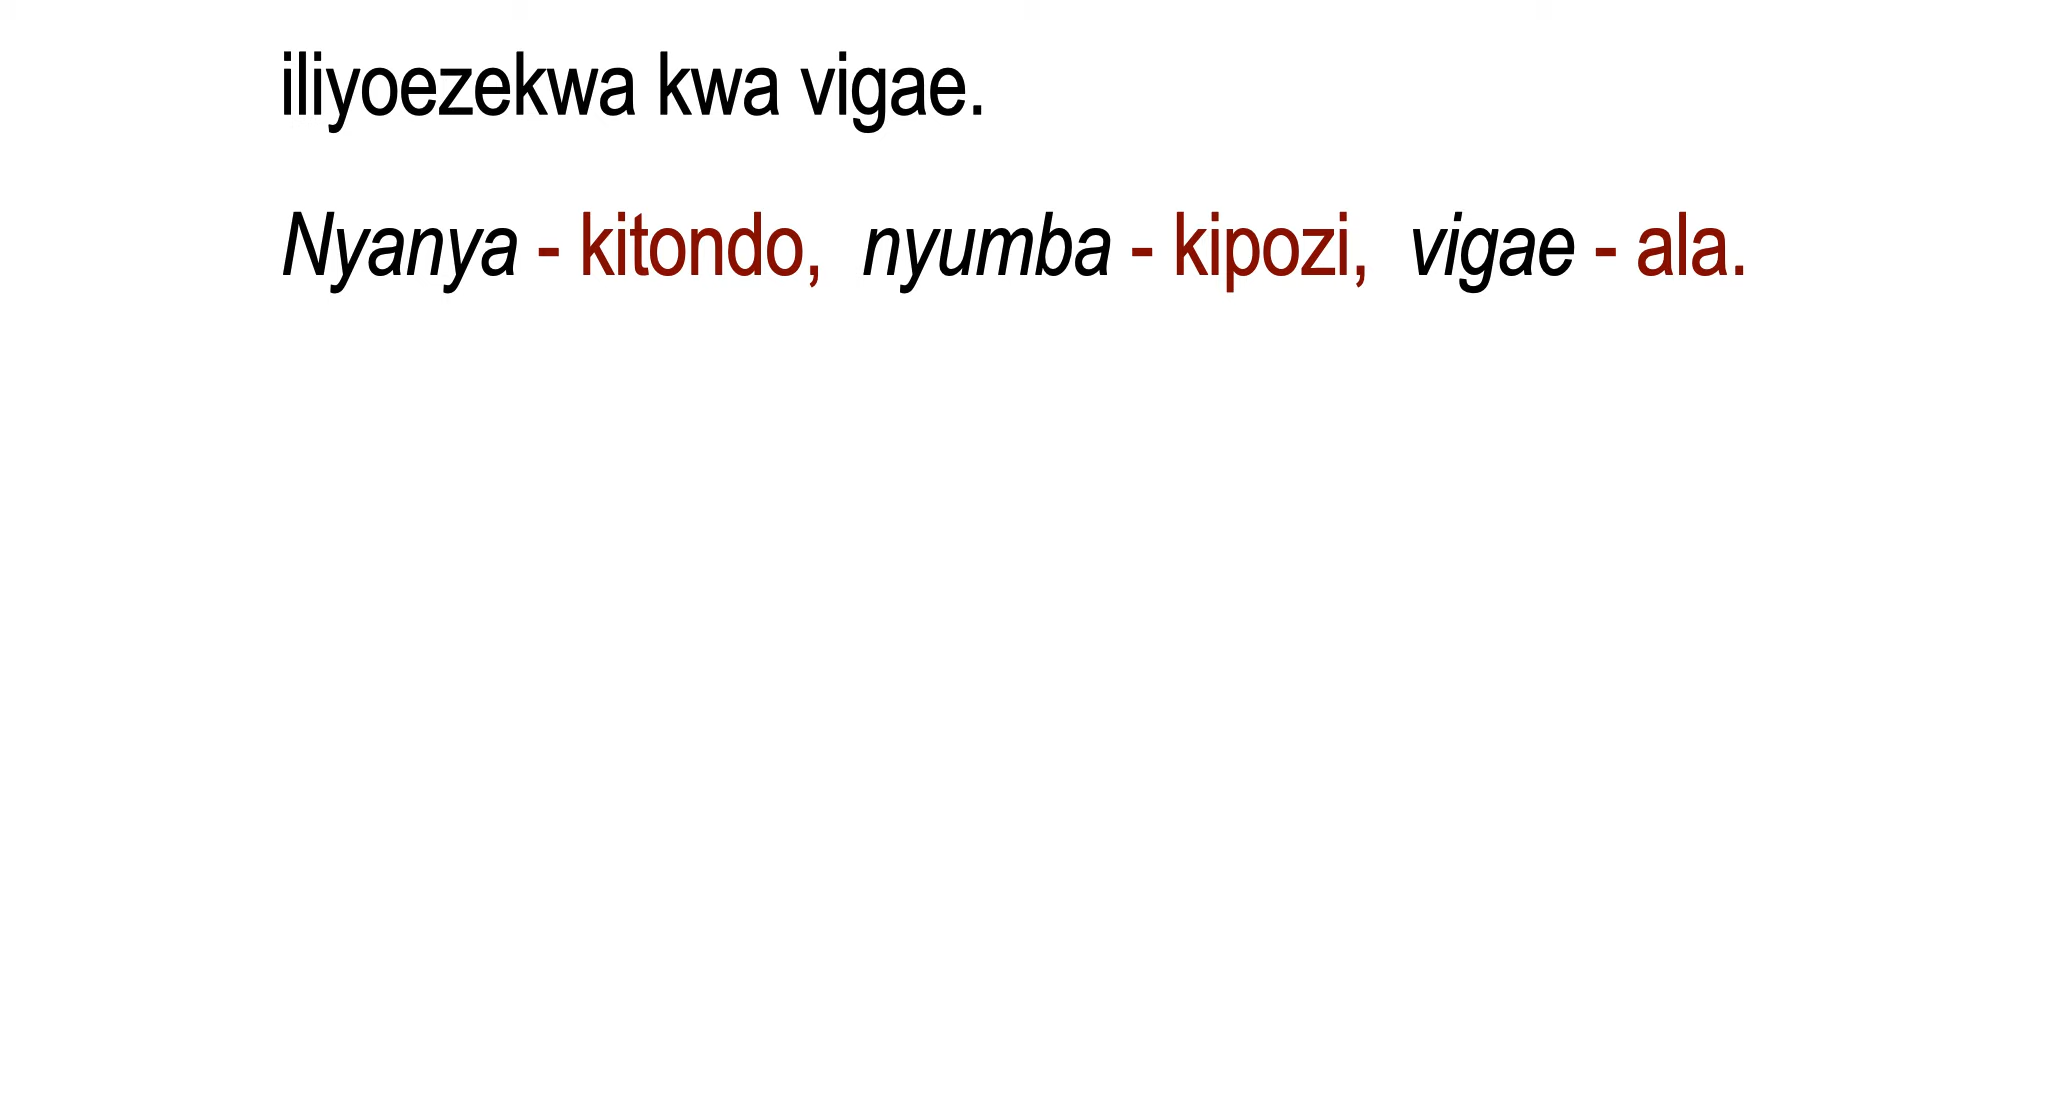 iliyoezekwa kwa vigae.
Nyanya - kitondo, nyumba - kipozi, vigae - ala.